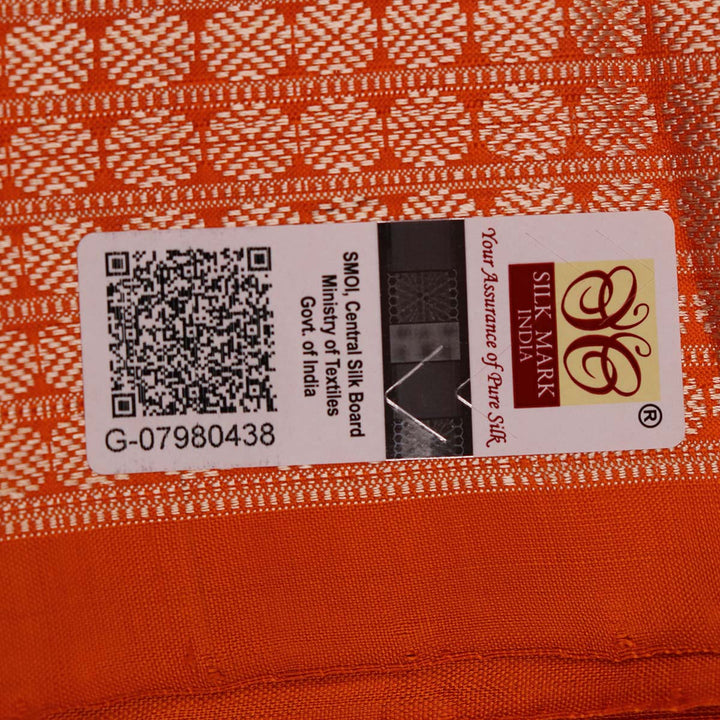 G-07980438
SMOI, Central Silk Board
Ministry of Textiles
Govt. of India
Your Assurance of Pure Silk
SILK MARK
INDIA
®